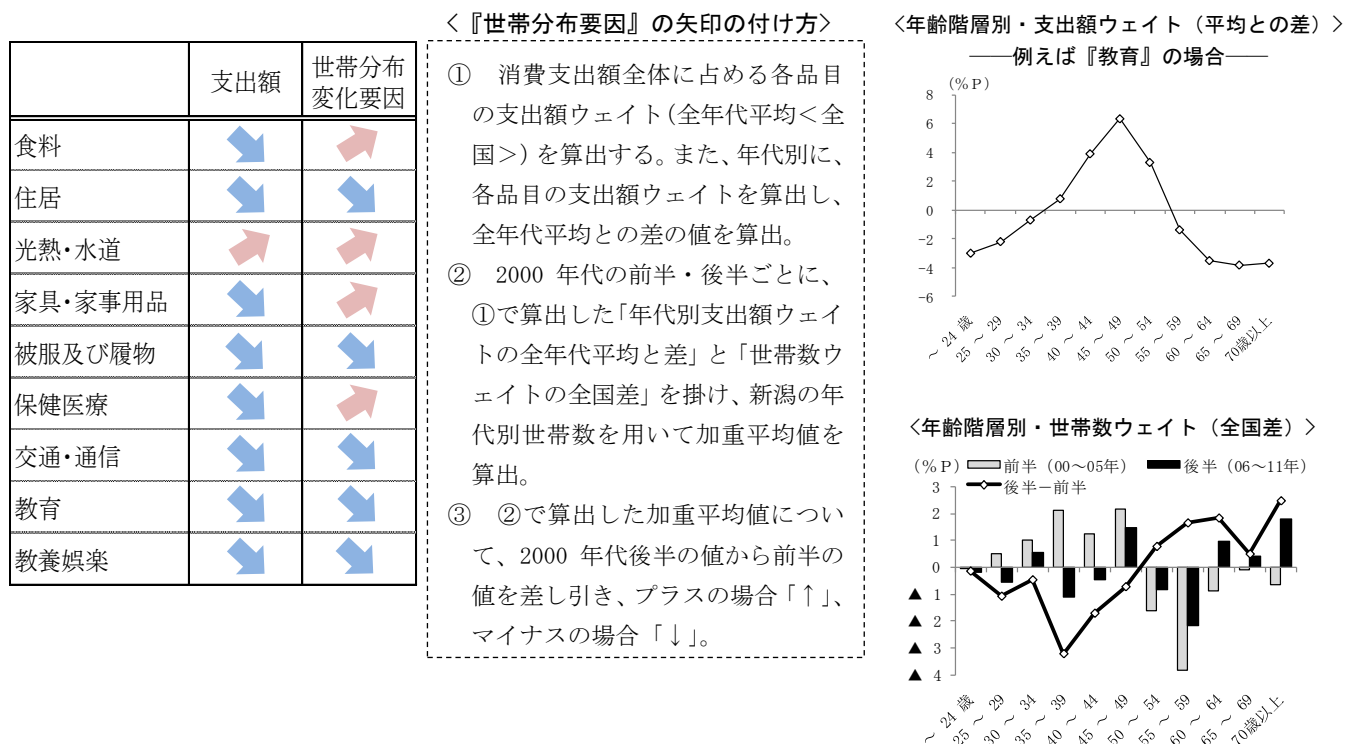 <『世帯分布要因』の矢印の付け方>
支出額
世帯分布
変化要因
食料
住居
光熱・水道
家具・家事用品
被服及び履物
保健医療
交通・通信
教育
教養娯楽
① 消費支出額全体に占める各品目
の支出額ウェイト(全年代平均<全
国>)を算出する。また、年代別に、
各品目の支出額ウェイトを算出し、
全年代平均との差の値を算出。
② 2000 年代の前半・後半ごとに、
①で算出した「年代別支出額ウェイ
トの全年代平均と差」と「世帯数ウ
ェイトの全国差」を掛け、新潟の年
代別世帯数を用いて加重平均値を
算出。
③ ②で算出した加重平均値につい
て、2000 年代後半の値から前半の
値を差し引き、プラスの場合「↑」、
マイナスの場合「↓」。
<年齢階層別・支出額ウェイト(平均との差)>
――例えば『教育』の場合――
(%P)
8
6
4
2
0
-2
-4
-6
~ 24 歳
25 ~ 29
30 ~ 34
35 ~ 39
40 ~ 44
45 ~ 49
50 ~ 54
55 ~ 59
60 ~ 64
65 ~ 69
70歳以上
<年齢階層別・世帯数ウェイト(全国差)>
(%P) 前半(00~05年) 後半(06~11年)
後半-前半
3
2
1
0
▲ 1
▲ 2
▲ 3
▲ 4
~ 24 歳
25 ~ 29
30 ~ 34
35 ~ 39
40 ~ 44
45 ~ 49
50 ~ 54
55 ~ 59
60 ~ 64
65 ~ 69
70歳以上